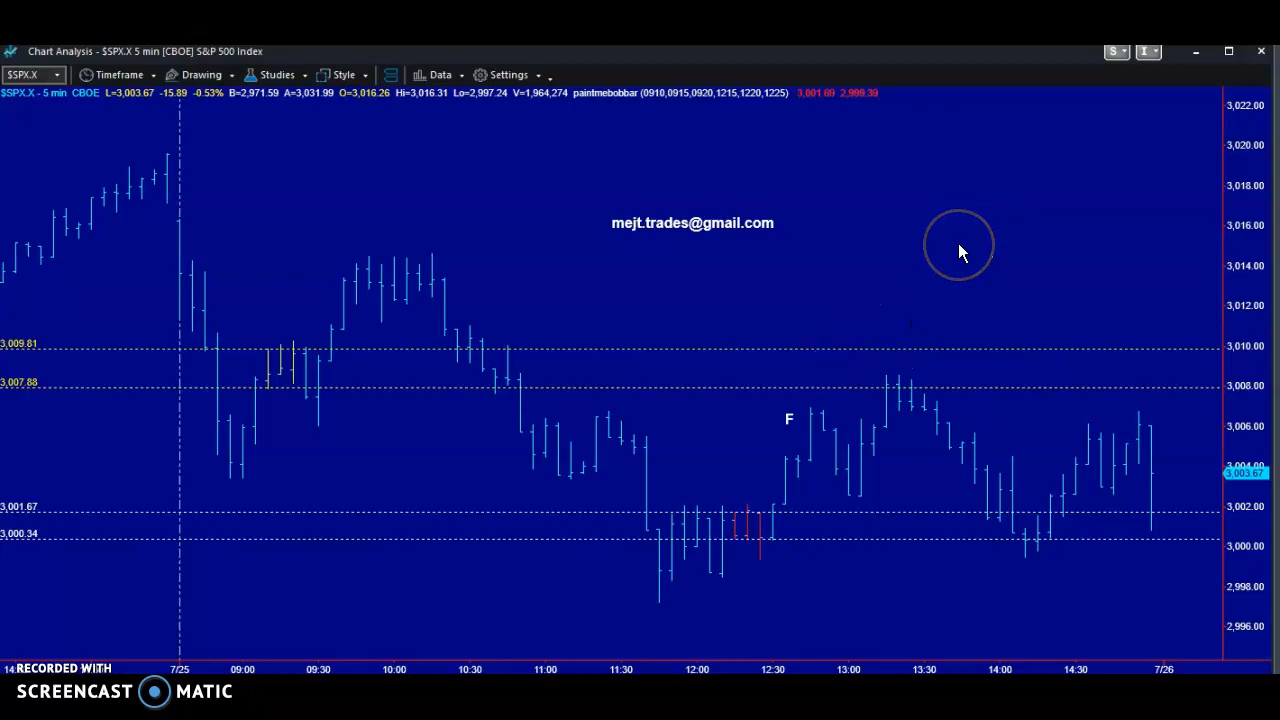 Chart Analysis - $SPX.X 5 min [CBOE] S&P 500 Index
S
I
$SPX.X
Timeframe
Drawing
Studies
Style
Data
Settings
$SPX.X - 5 min CBOE L=3,003.67 -15.89 -0.53% B=2,971.59 A=3,031.99 O=3,016.26 Hi=3,016.31 Lo=2,997.24 V=1,964,274 paintmebobbar (0910,0915,0920,1215,1220,1225) 3,001.69 2,999.39
3,022.00
3,020.00
3,018.00
3,016.00
3,014.00
3,012.00
3,010.00
3,008.00
3,006.00
3,004.00
3,003.67
3,002.00
3,000.00
2,998.00
2,996.00
mejt.trades@gmail.com
3,009.81
3,007.88
F
3,001.67
3,000.34
7/25
09:00
09:30
10:00
10:30
11:00
11:30
12:00
12:30
13:00
13:30
14:00
14:30
7/26
RECORDED WITH
SCREENCAST MATIC